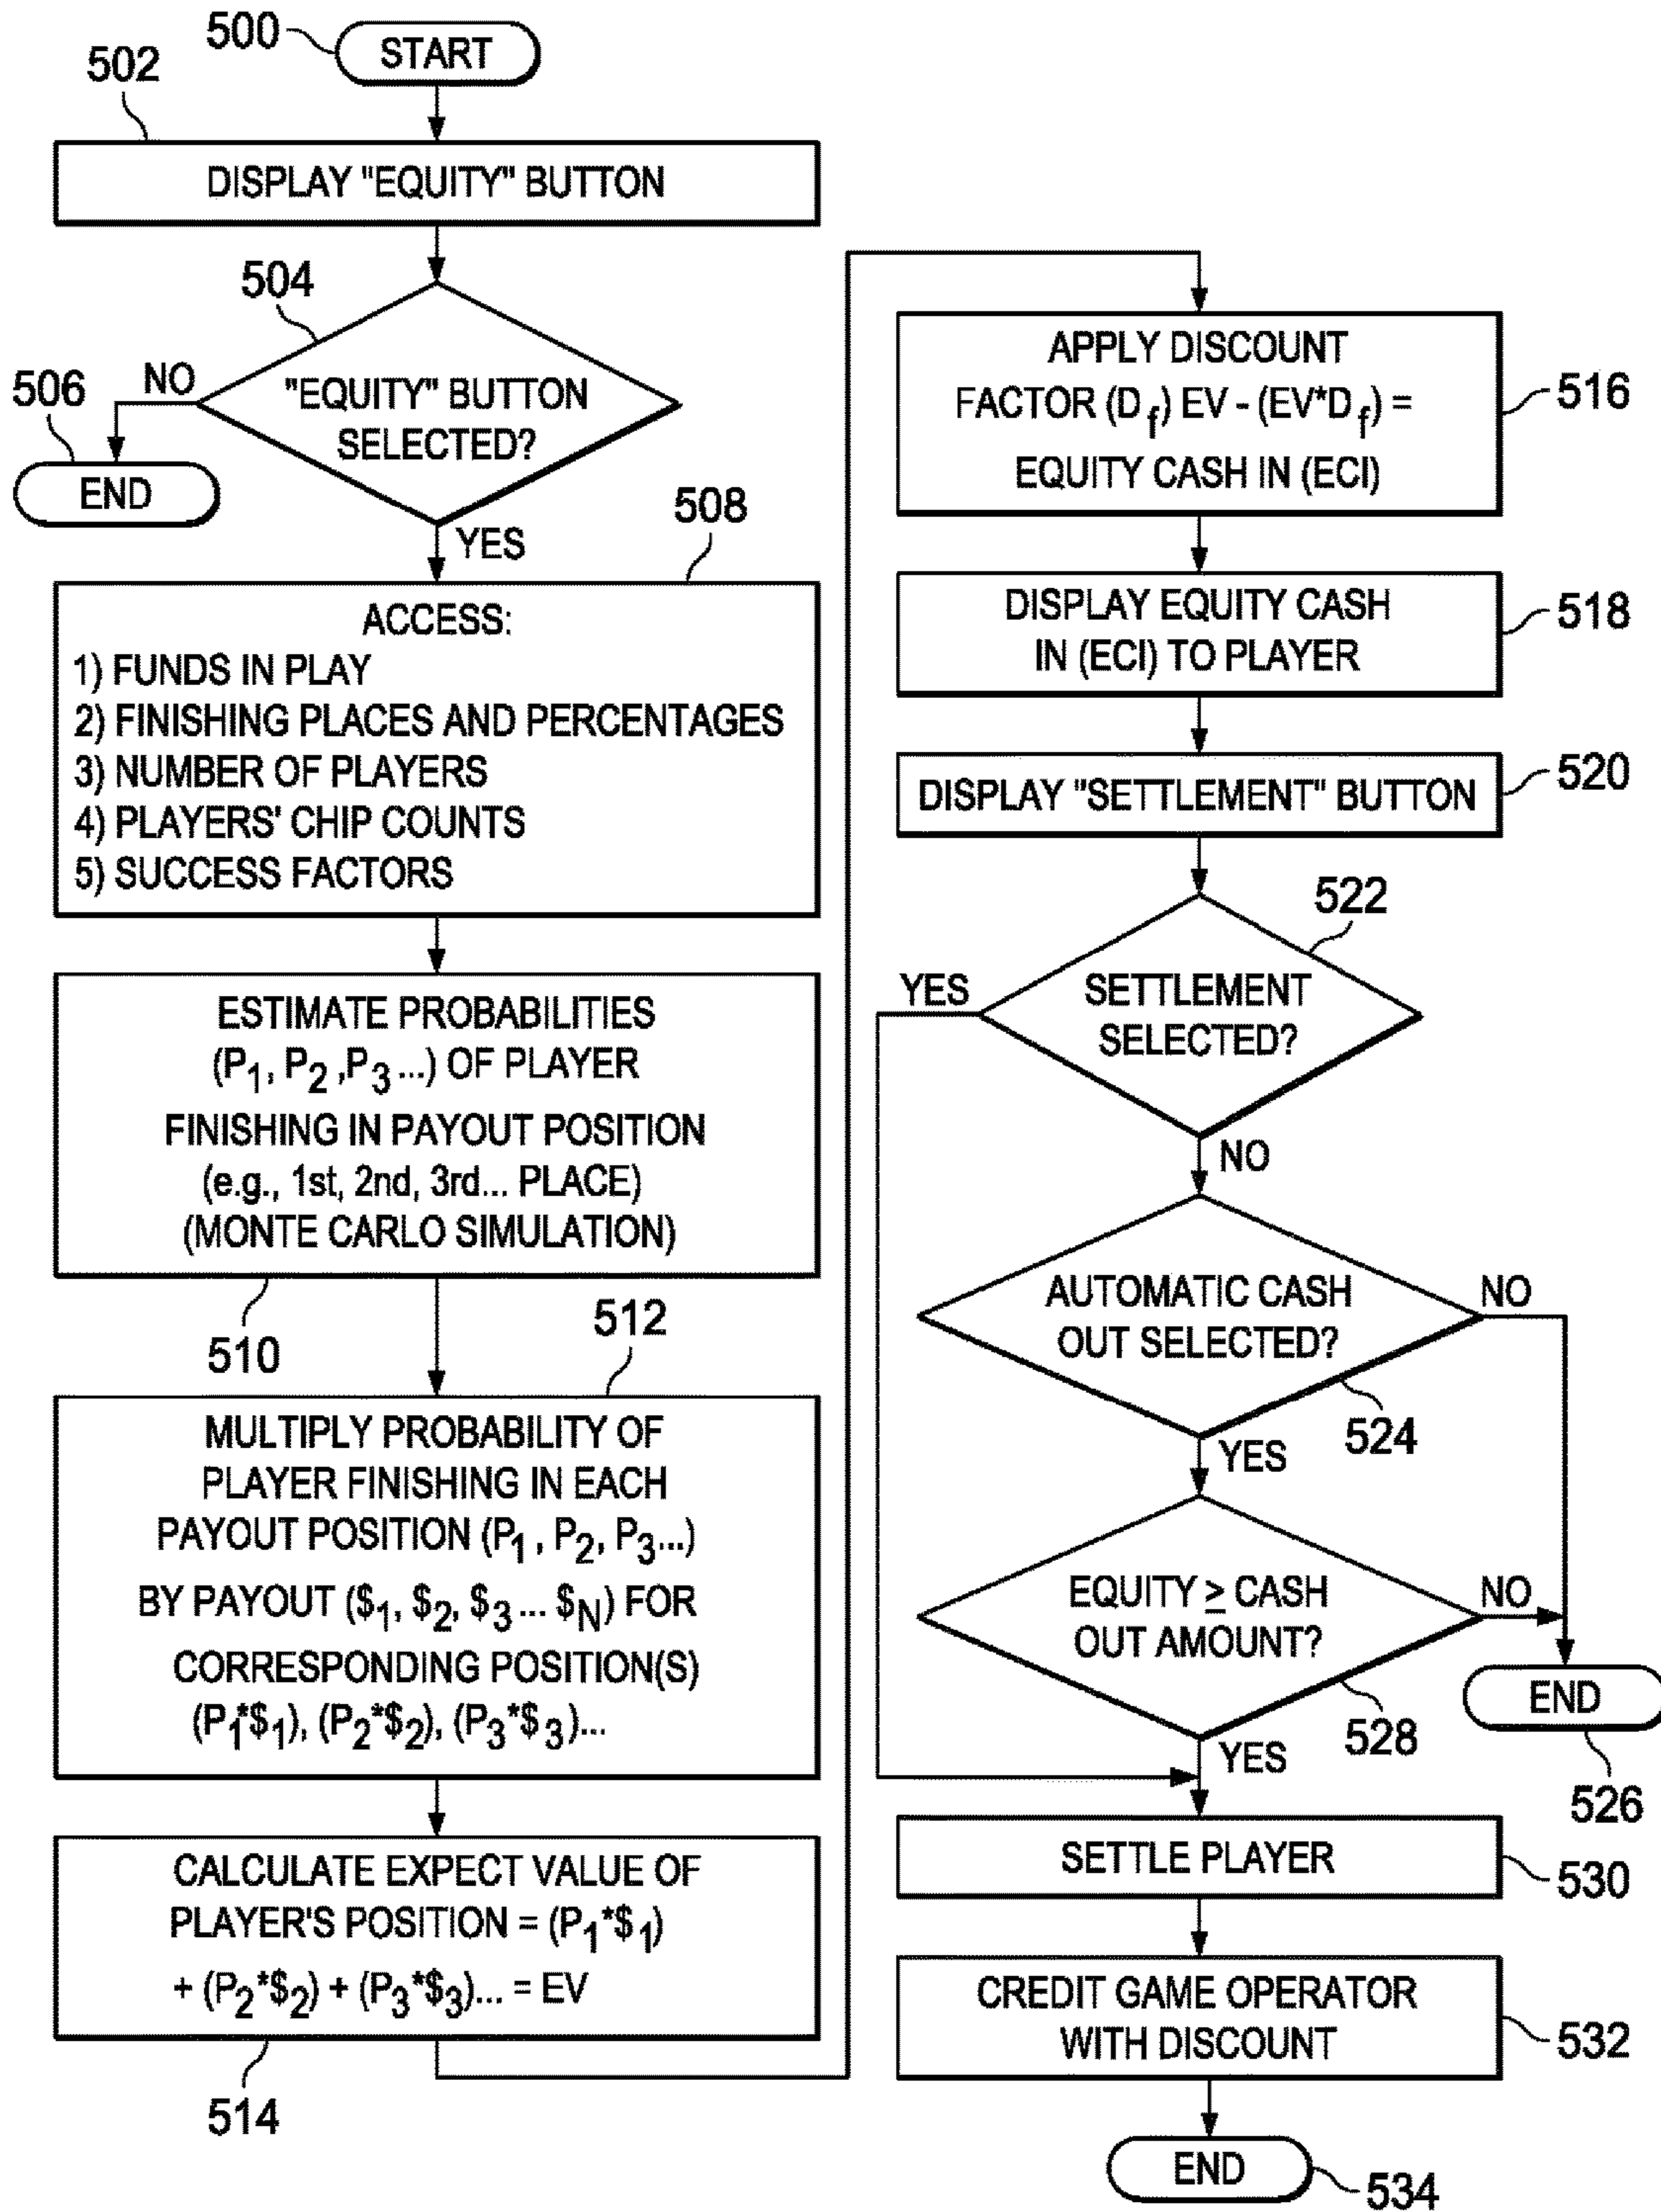 500
START
502
DISPLAY "EQUITY" BUTTON
504
"EQUITY" BUTTON
SELECTED?
NO
506
END
YES
508
ACCESS:
1) FUNDS IN PLAY
2) FINISHING PLACES AND PERCENTAGES
3) NUMBER OF PLAYERS
4) PLAYERS' CHIP COUNTS
5) SUCCESS FACTORS
ESTIMATE PROBABILITIES
(P1, P2 ,P3 ...) OF PLAYER
FINISHING IN PAYOUT POSITION
(e.g., 1st, 2nd, 3rd... PLACE)
(MONTE CARLO SIMULATION)
510
512
MULTIPLY PROBABILITY OF
PLAYER FINISHING IN EACH
PAYOUT POSITION (P1 , P2, P3...)
BY PAYOUT ($1, $2, $3 ... $N) FOR
CORRESPONDING POSITION(S)
(P1*$1), (P2*$2), (P3*$3)...
CALCULATE EXPECT VALUE OF
PLAYER'S POSITION = (P1*$1)
+ (P2*$2) + (P3*$3)... = EV
514
APPLY DISCOUNT
FACTOR (Df) EV - (EV*Df) =
EQUITY CASH IN (ECI)
516
DISPLAY EQUITY CASH
IN (ECI) TO PLAYER
518
DISPLAY "SETTLEMENT" BUTTON
520
522
YES
SETTLEMENT
SELECTED?
NO
AUTOMATIC CASH
OUT SELECTED?
NO
524
YES
EQUITY ≥ CASH
OUT AMOUNT?
NO
528
YES
END
526
SETTLE PLAYER
530
CREDIT GAME OPERATOR
WITH DISCOUNT
532
END
534